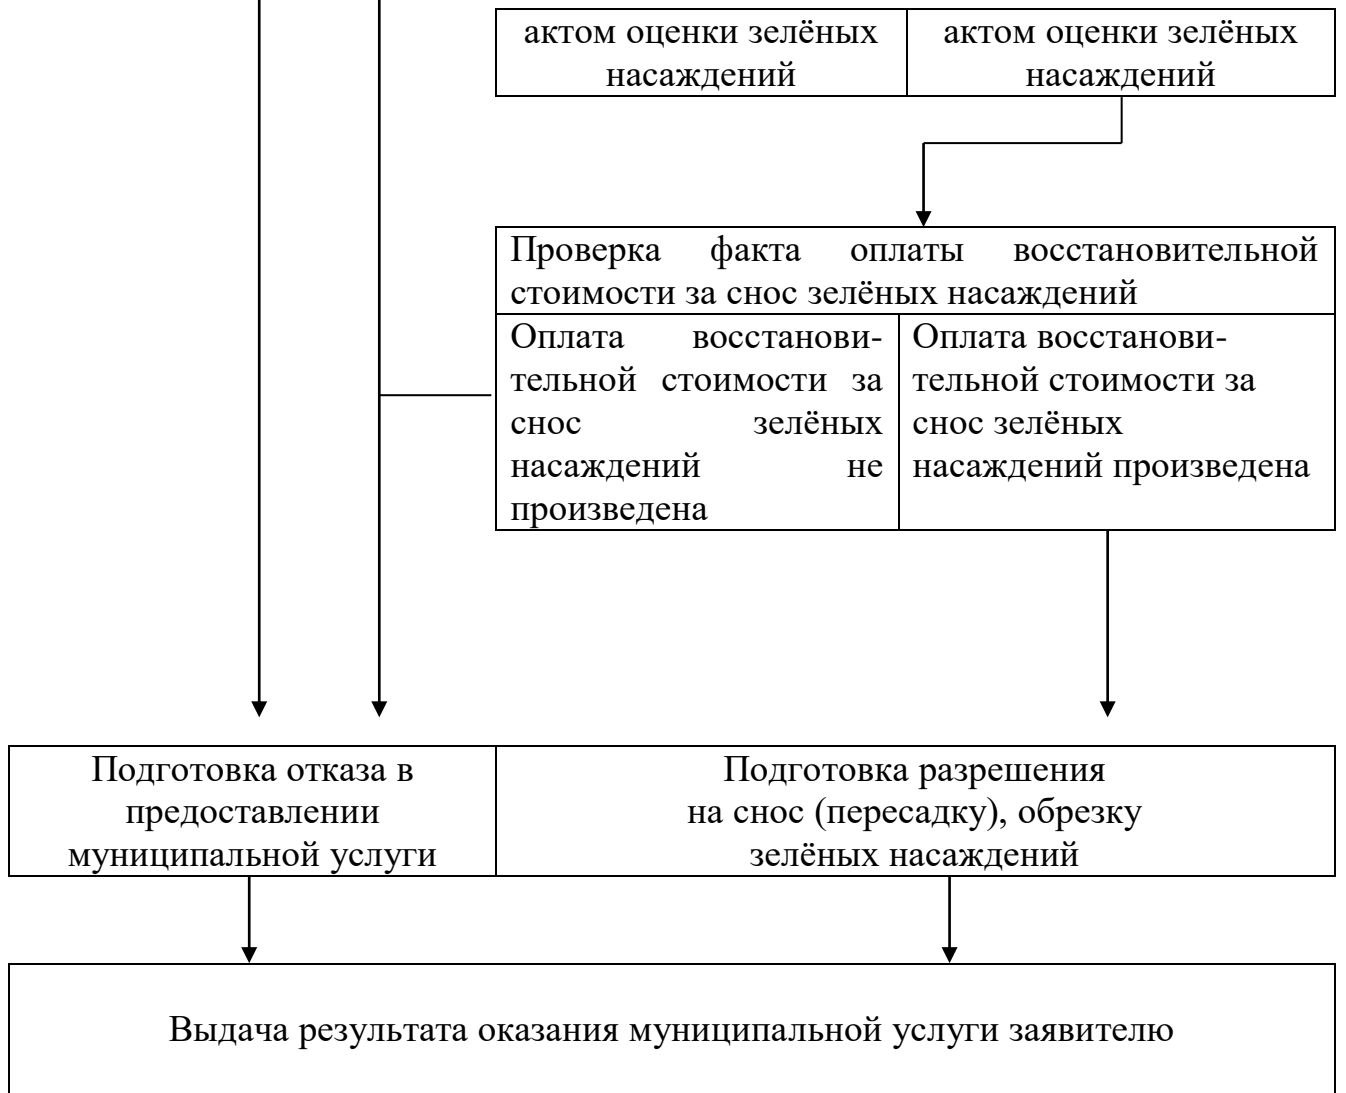 актом оценки зелёных
насаждений
актом оценки зелёных
насаждений
Проверка факта оплаты восстановительной
стоимости за снос зелёных насаждений
Оплата восстанови-
тельной стоимости за
снос зелёных
насаждений не
произведена
Оплата восстанови-
тельной стоимости за
снос зелёных
насаждений произведена
Подготовка отказа в
предоставлении
муниципальной услуги
Подготовка разрешения
на снос (пересадку), обрезку
зелёных насаждений
Выдача результата оказания муниципальной услуги заявителю